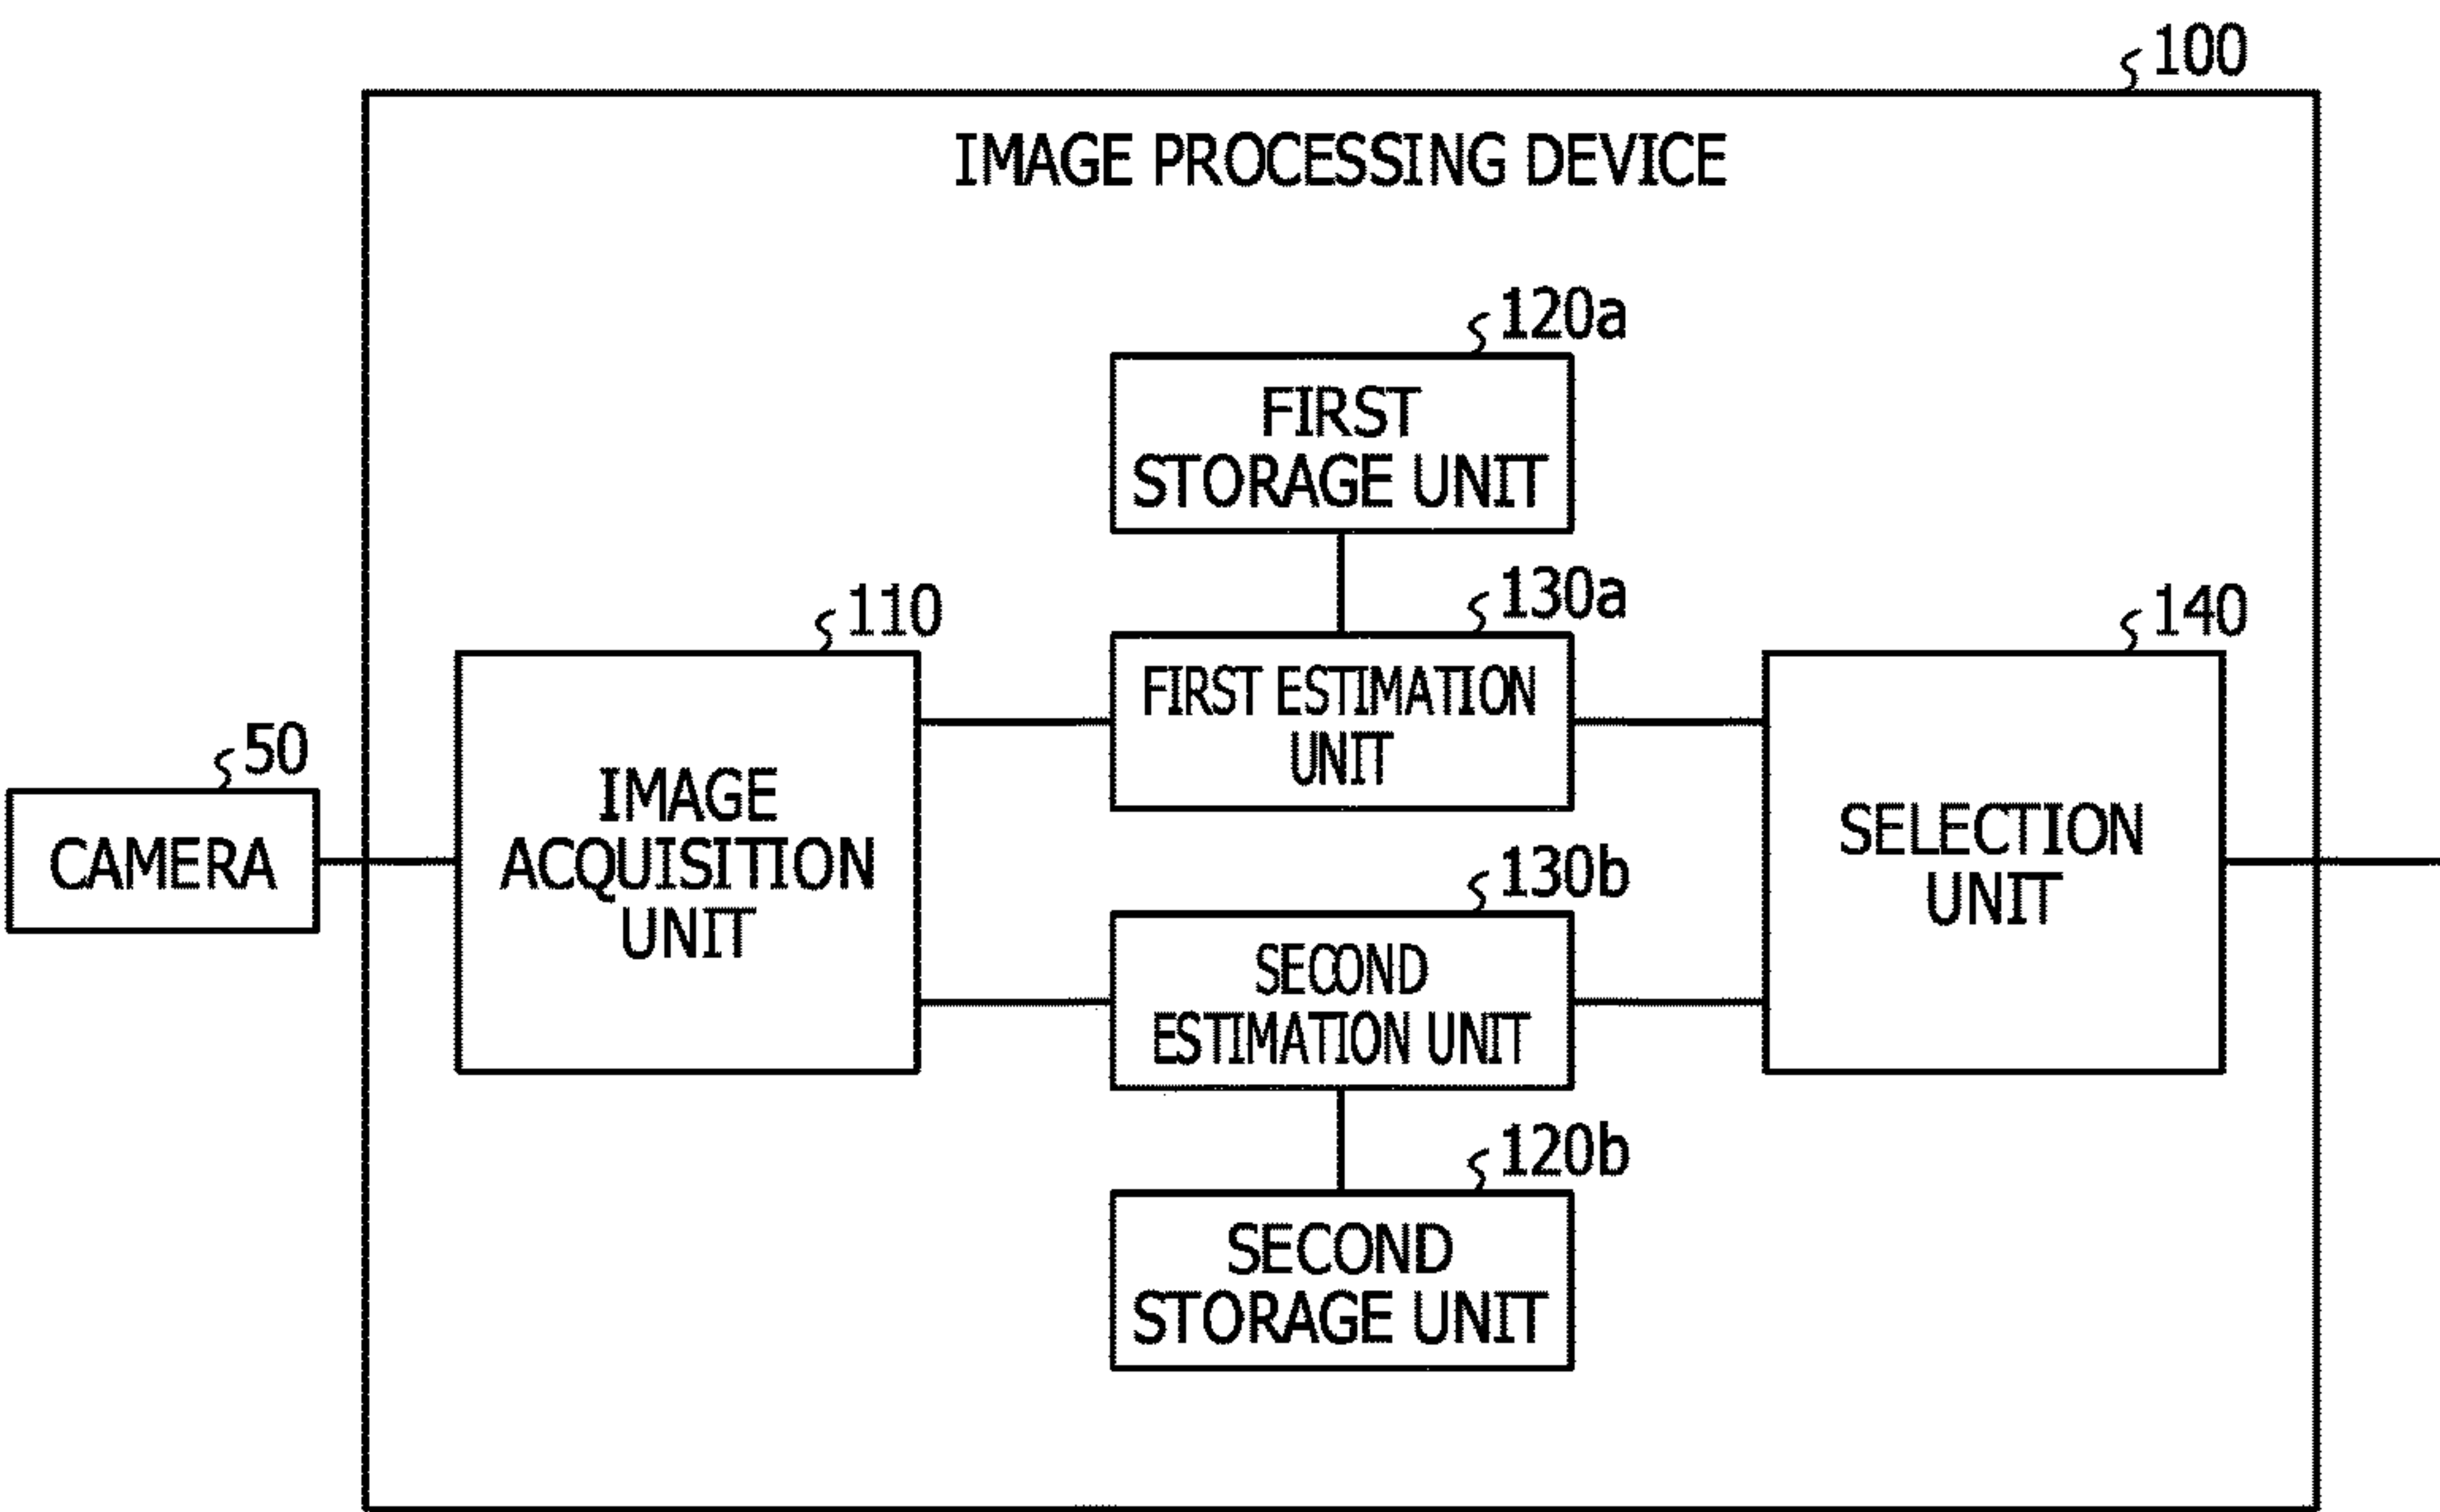 100
IMAGE PROCESSING DEVICE
120a
FIRST
STORAGE UNIT
110
130a
140
FIRST ESTIMATION
UNIT
50
CAMERA
IMAGE
ACQUISITION
UNIT
SELECTION
UNIT
130b
SECOND
ESTIMATION UNIT
120b
SECOND
STORAGE UNIT